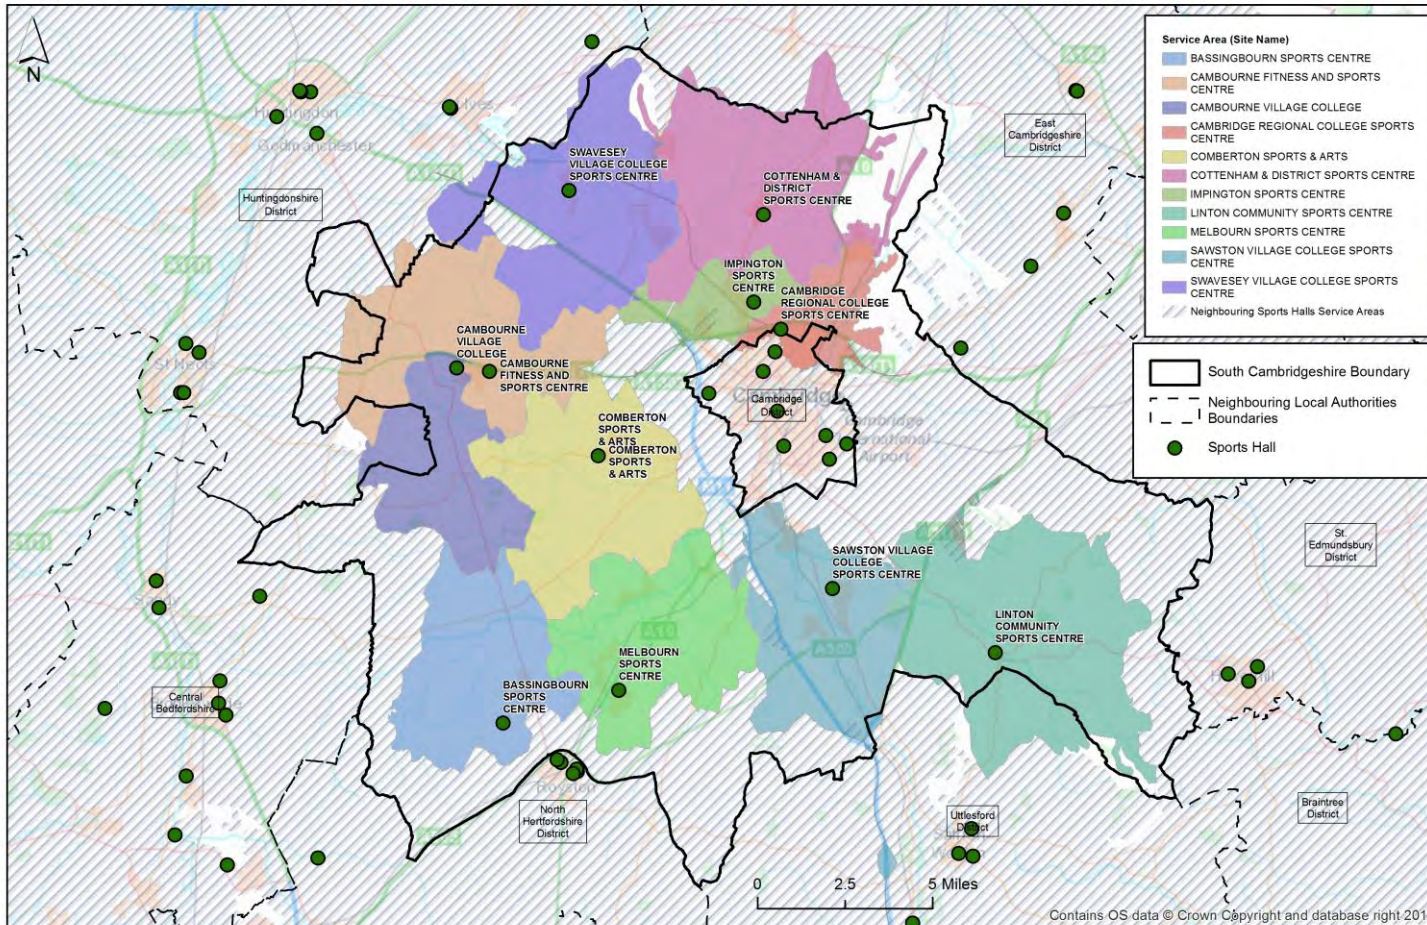 N
Service Area (Site Name)
BASSINGBOURN SPORTS CENTRE
CAMBOURNE FITNESS AND SPORTS
CENTRE
CAMBOURNE VILLAGE COLLEGE
CAMBRIDGE REGIONAL COLLEGE SPORTS
CENTRE
COMBERTON SPORTS & ARTS
COTTENHAM & DISTRICT SPORTS CENTRE
IMPINGTON SPORTS CENTRE
LINTON COMMUNITY SPORTS CENTRE
MELBOURN SPORTS CENTRE
SAWSTON VILLAGE COLLEGE SPORTS
CENTRE
SWAVESEY VILLAGE COLLEGE SPORTS
CENTRE
Neighbouring Sports Halls Service Areas
South Cambridgeshire Boundary
Neighbouring Local Authorities
Boundaries
Sports Hall
Huntingdon
Godmanchester
East
Cambridgeshire
District
Huntingdonshire
District
SWAVESEY
VILLAGE COLLEGE
SPORTS CENTRE
COTTENHAM &
DISTRICT
SPORTS CENTRE
A10
IMPINGTON
SPORTS
CENTRE
CAMBRIDGE
REGIONAL COLLEGE
SPORTS CENTRE
CAMBOURNE
VILLAGE
COLLEGE
CAMBOURNE
FITNESS AND
SPORTS CENTRE
Cambridge
District
Airport
COMBERTON
SPORTS
& ARTS
COMBERTON
SPORTS
& ARTS
St.
Edmundsbury
District
SAWSTON VILLAGE
COLLEGE
SPORTS CENTRE
LINTON
COMMUNITY
SPORTS CENTRE
MELBOURN
SPORTS
CENTRE
BASSINGBOURN
SPORTS
CENTRE
Central
Bedfordshire
Royston
North
Hertfordshire
District
Uttlesford
District
Braintree
District
0 2.5 5 Miles
Contains OS data © Crown Copyright and database right 201